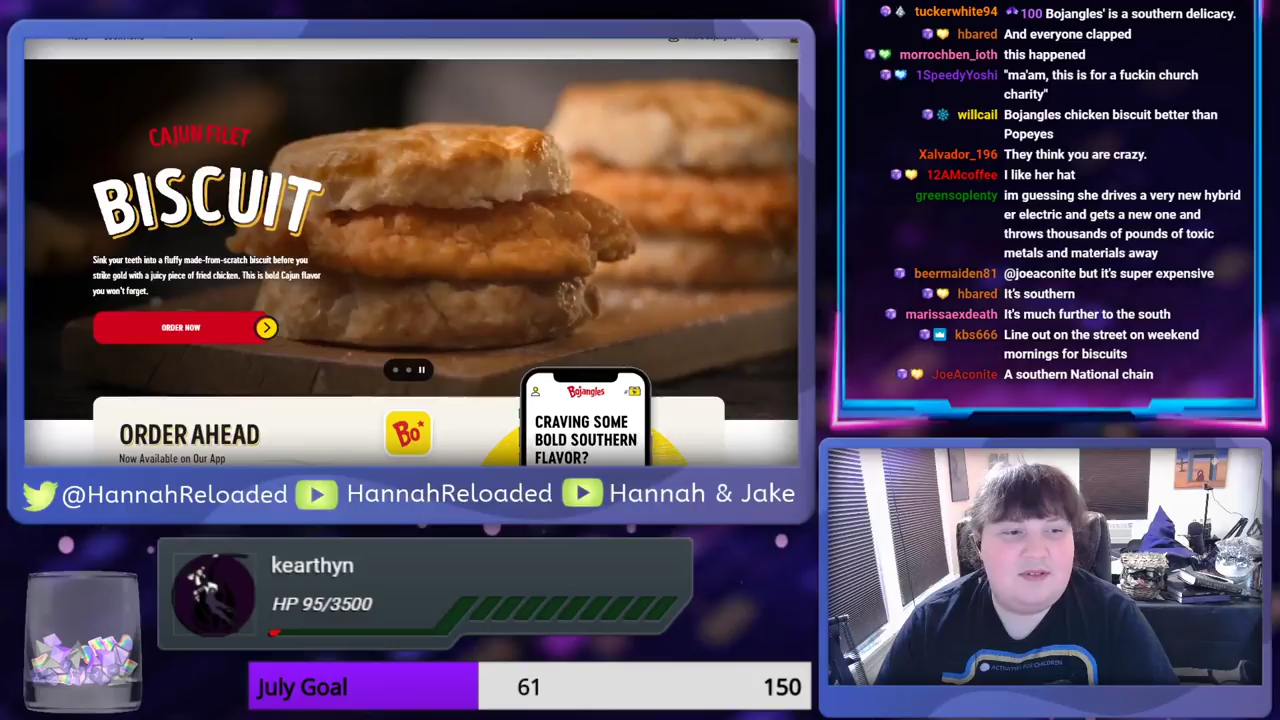 CAJUN FILET
BISCUIT
Sink your teeth into a fluffy made-from-scratch biscuit before you
strike gold with a juicy piece of fried chicken. This is bold Cajun flavor
you won't forget.
ORDER NOW
ORDER AHEAD
Now Available on Our App
Bo
Bojangles
CRAVING SOME
BOLD SOUTHERN
FLAVOR?
@HannahReloaded
HannahReloaded
Hannah & Jake
kearthyn
HP 95/3500
July Goal
61
150
tuckerwhite94 100 Bojangles' is a southern delicacy.
hbared And everyone clapped
morrochben_ioth this happened
1SpeedyYoshi "ma'am, this is for a fuckin church
charity"
willcail Bojangles chicken biscuit better than
Popeyes
Xalvador_196 They think you are crazy.
12AMcoffee I like her hat
greensoplenty im guessing she drives a very new hybrid
er electric and gets a new one and
throws thousands of pounds of toxic
metals and materials away
beermaiden81 @joeaconite but it's super expensive
hbared It's southern
marissaexdeath It's much further to the south
kbs666 Line out on the street on weekend
mornings for biscuits
JoeAconite A southern National chain
ACTIVITIES FOR CHILDREN